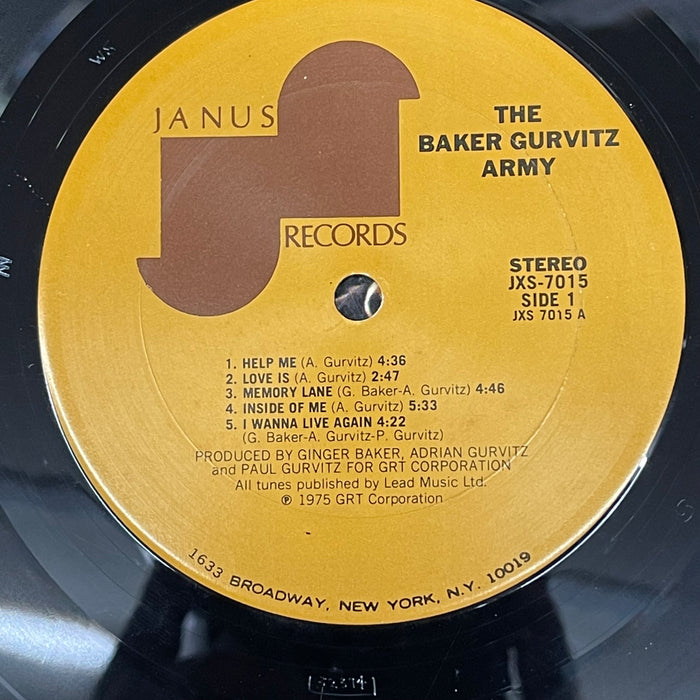 JANUS
RECORDS
THE
BAKER GURVITZ
ARMY
STEREO
JXS-7015
SIDE 1
JXS 7015 A
1. HELP ME (A. Gurvitz) 4:36
2. LOVE IS (A. Gurvitz) 2:47
3. MEMORY LANE (G. Baker-A. Gurvitz) 4:46
4. INSIDE OF ME (A. Gurvitz) 5:33
5. I WANNA LIVE AGAIN 4:22
(G. Baker-A. Gurvitz-P. Gurvitz)
PRODUCED BY GINGER BAKER, ADRIAN GURVITZ
and PAUL GURVITZ FOR GRT CORPORATION
All tunes published by Lead Music Ltd.
℗ 1975 GRT Corporation
1633 BROADWAY, NEW YORK, N.Y. 10019